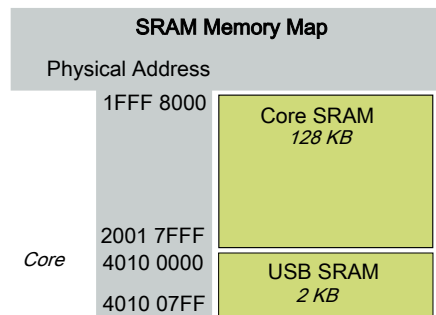 SRAM Memory Map
Physical Address
1FFF 8000
Core SRAM
128 KB
2001 7FFF
Core
4010 0000
USB SRAM
2 KB
4010 07FF